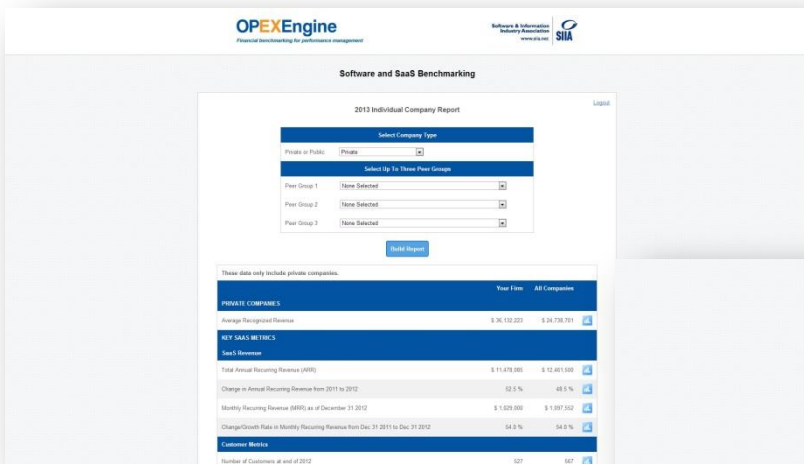 OPEXEngine
Financial benchmarking for performance management
Software & Information
Industry Association
www.siia.net
SIIA
Software and SaaS Benchmarking
Logout
2013 Individual Company Report
Select Company Type
Private or Public Private
Select Up To Three Peer Groups
Peer Group 1 None Selected
Peer Group 2 None Selected
Peer Group 3 None Selected
Build Report
These data only include private companies.
Your Firm All Companies
PRIVATE COMPANIES
Average Recognized Revenue $ 36,132,223 $ 24,738,701
KEY SAAS METRICS
SaaS Revenue
Total Annual Recurring Revenue (ARR)
Change in Annual Recurring Revenue from 2011 to 2012 52.5 % 48.5 %
Monthly Recurring Revenue (MRR) as of December 31 2012 $ 1,029,000 $ 1,097,552
Change/Growth Rate in Monthly Recurring Revenue from Dec 31 2011 to Dec 31 2012 54.0 % 54.0 %
Customer Metrics
Number of Customers at end of 2012 527 567